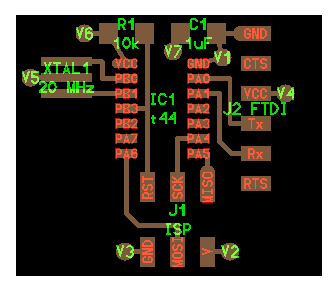 R1
C1
V6
GND
10k
1uF
V7
V1
VCC
GND
XTAL1
PB0
PA0
CTS
V5
20 MHz
PB1
PA1
VCC
V4
IC1
PB3
PA2
J2 FTDI
t44
PB2
PA3
Tx
PA7
PA4
PA6
PA5
Rx
RST
SCK
MISO
RTS
J1
ISP
V3
GND
MOSI
V
V2